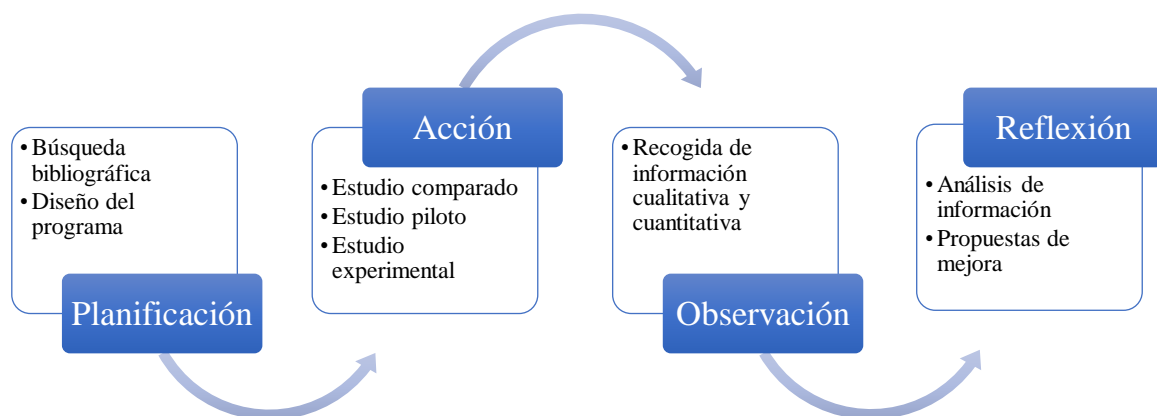 • Búsqueda
bibliográfica
• Diseño del
programa
Planificación
Acción
• Estudio comparado
• Estudio piloto
• Estudio
experimental
• Recogida de
información
cualitativa y
cuantitativa
Observación
Reflexión
• Análisis de
información
• Propuestas de
mejora